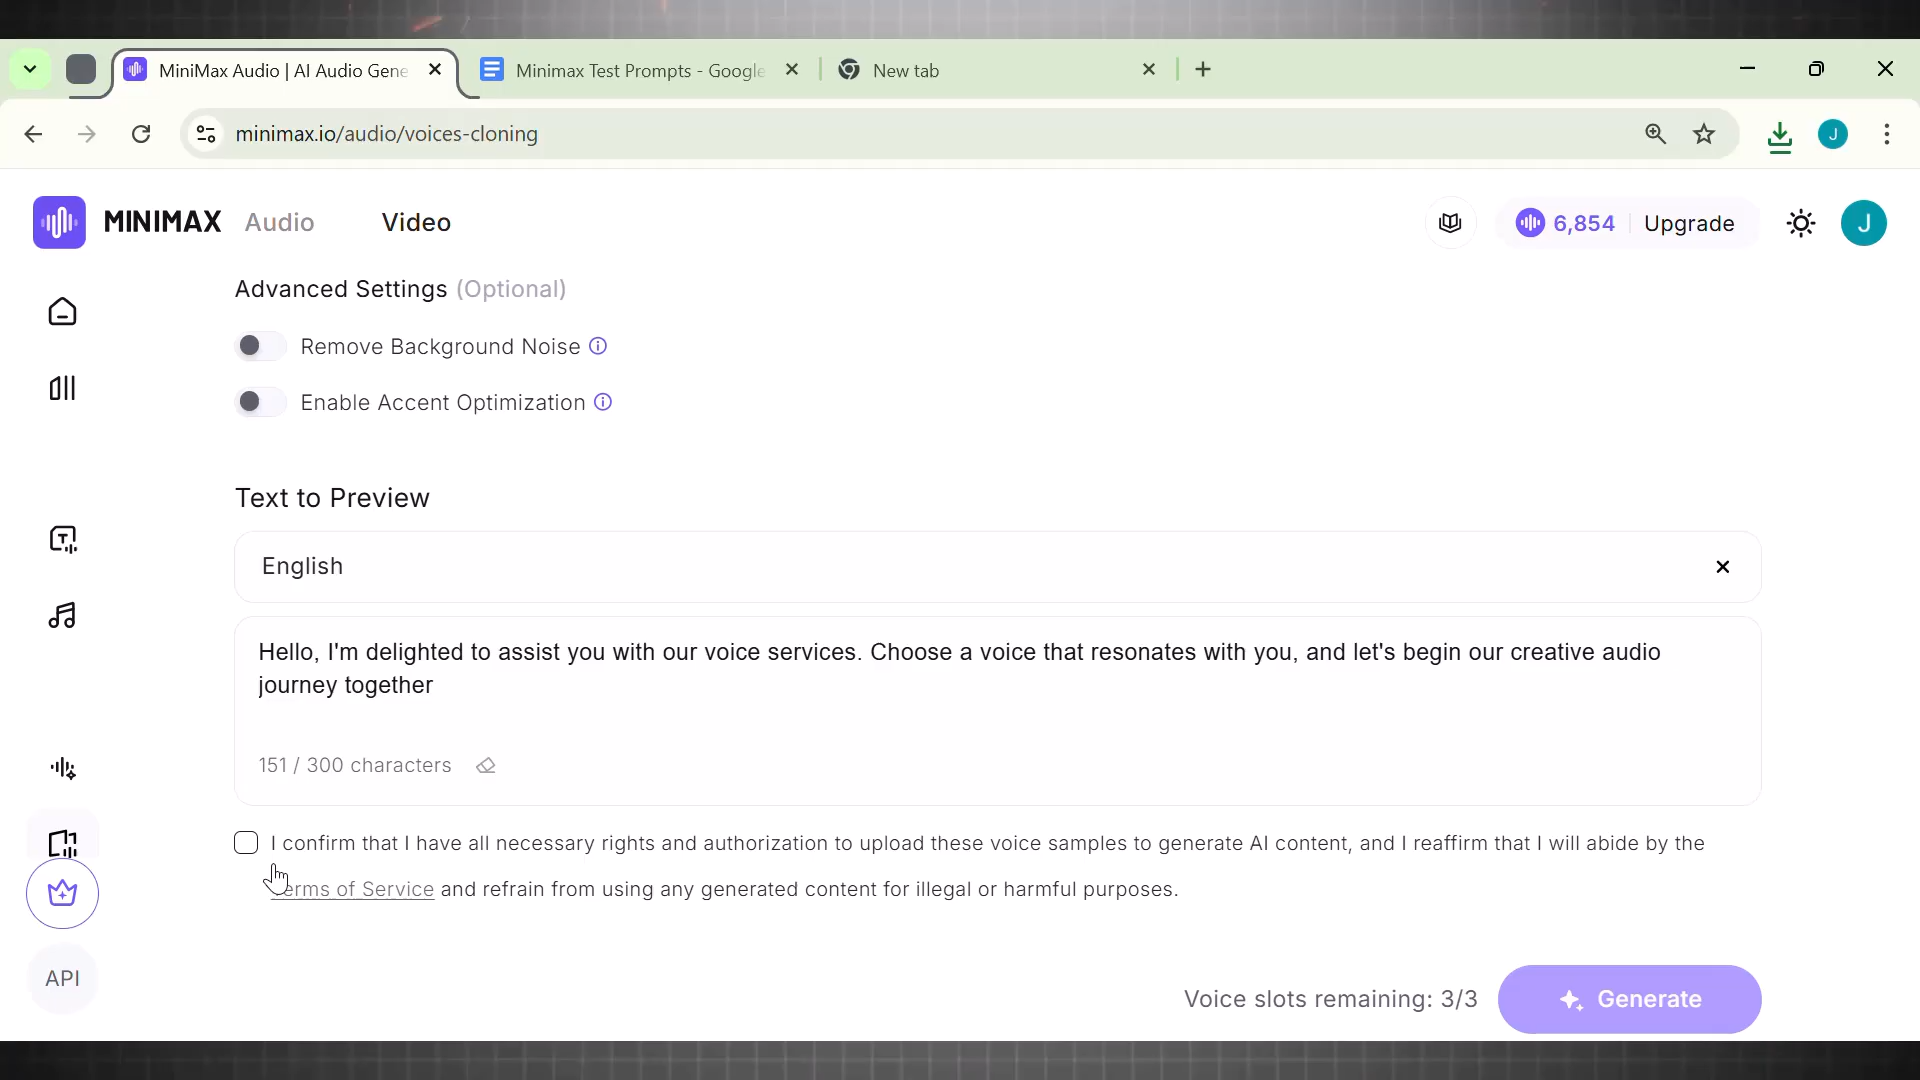 MiniMax Audio | AI Audio Gene
Minimax Test Prompts - Google
New tab
minimax.io/audio/voices-cloning
J
MINIMAX Audio Video
6,854 Upgrade
J
Advanced Settings (Optional)
Remove Background Noise
Enable Accent Optimization
Text to Preview
English
Hello, I'm delighted to assist you with our voice services. Choose a voice that resonates with you, and let's begin our creative audio
journey together
151 / 300 characters
I confirm that I have all necessary rights and authorization to upload these voice samples to generate AI content, and I reaffirm that I will abide by the
Terms of Service and refrain from using any generated content for illegal or harmful purposes.
API
Voice slots remaining: 3/3
Generate